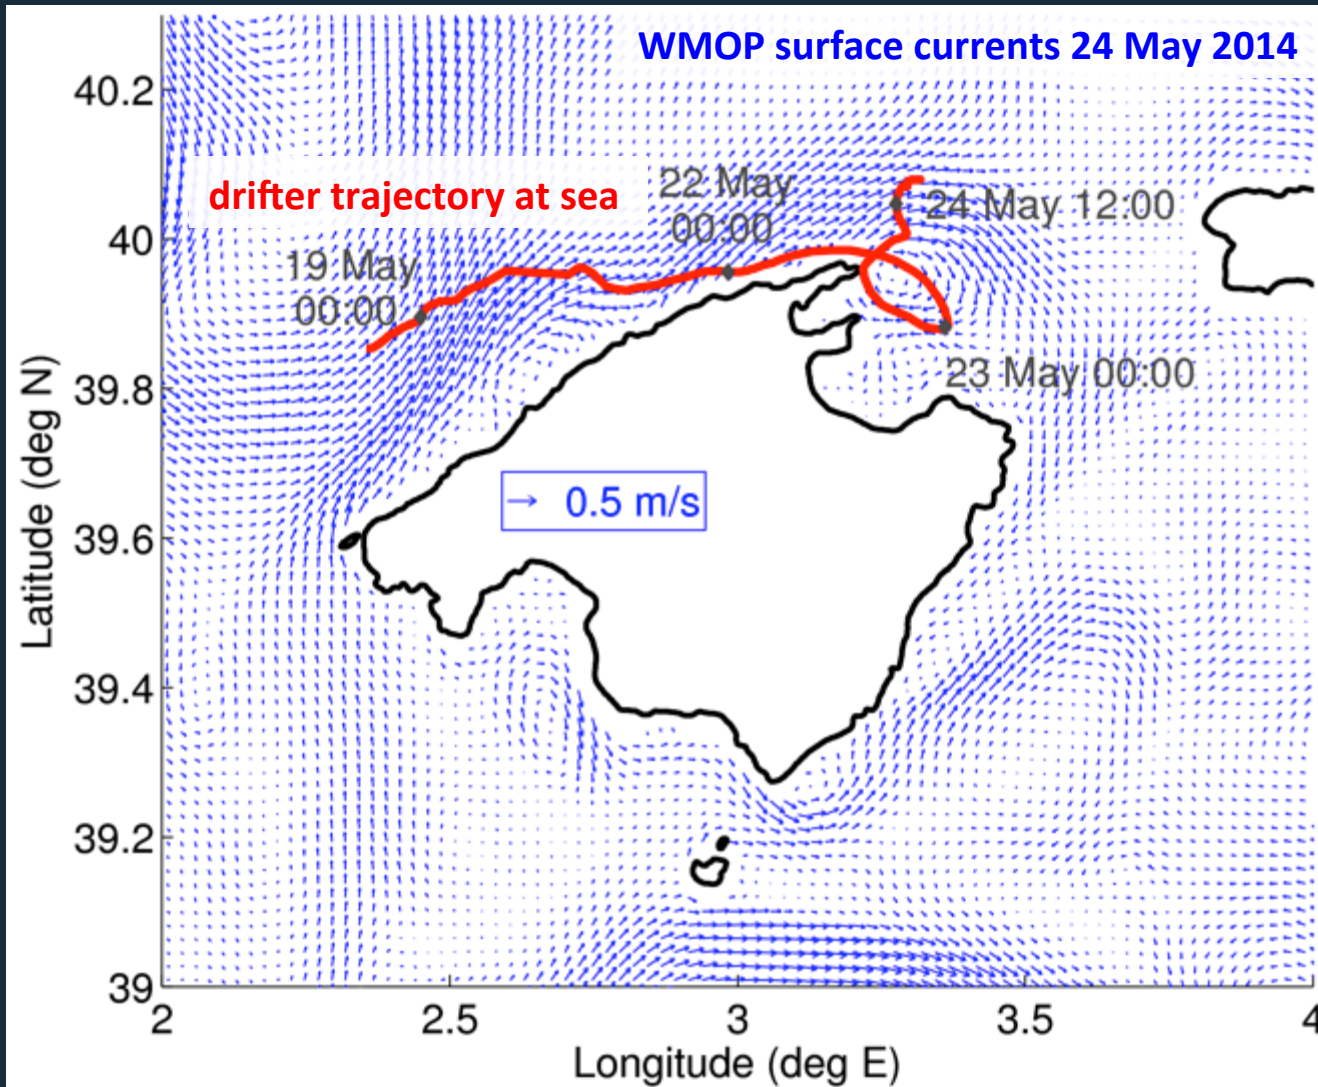 WMOP surface currents 24 May 2014
40.2
drifter trajectory at sea
22 May
00:00
24 May 12:00
40
19 May
00:00
23 May 00:00
39.8
Latitude (deg N)
→ 0.5 m/s
39.6
39.4
39.2
39
2
2.5
3
3.5
4
Longitude (deg E)